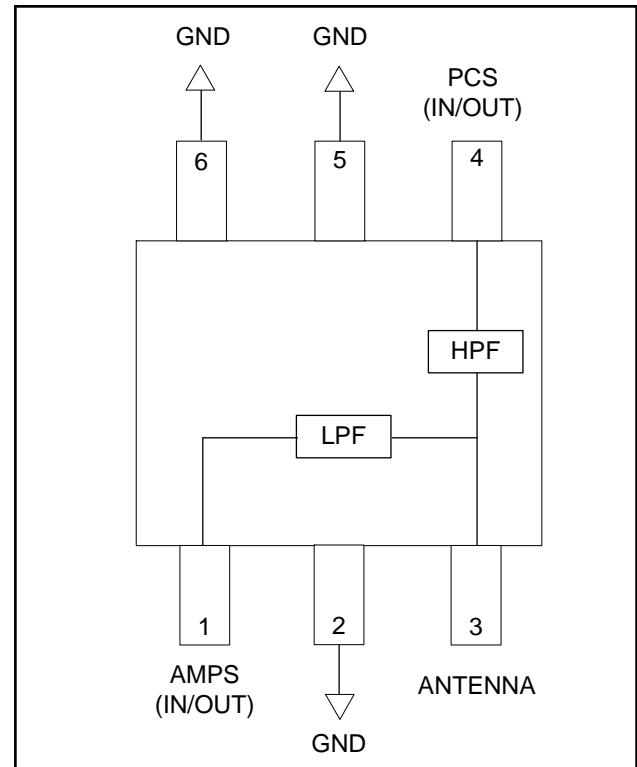 GND
GND
PCS
(IN/OUT)
6
5
4
HPF
LPF
1
2
3
AMPS
(IN/OUT)
GND
ANTENNA